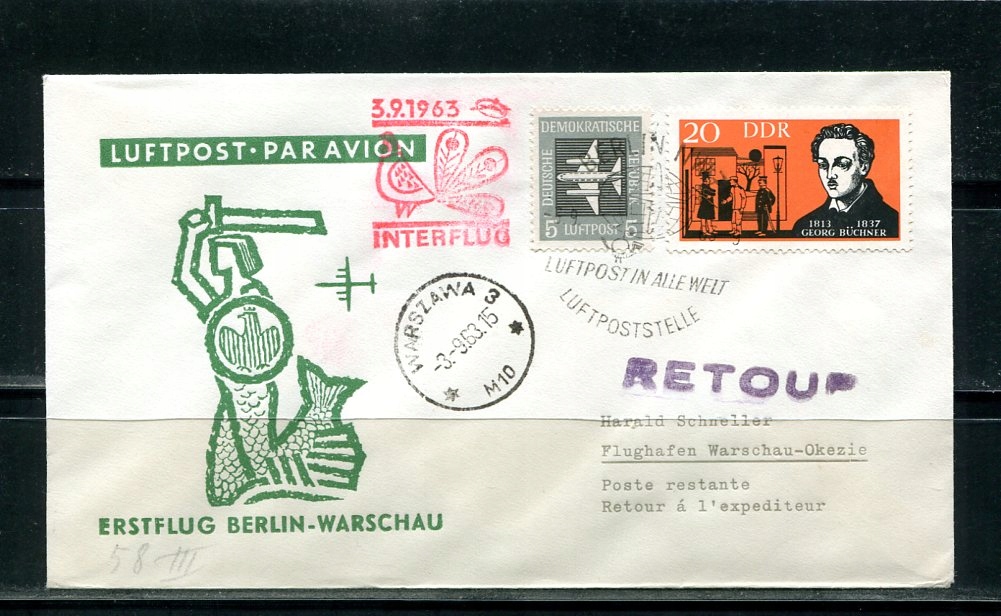 3.9.1963
LUFTPOST·PAR AVION
INTERFLUG
DEUTSCHE
DEMOKRATISCHE
REPUBLIK
5 LUFTPOST 5
20 DDR
1813 1837
GEORG BÜCHNER
BERLIN N
LUFTPOST IN ALLE WELT
LUFTPOSTSTELLE
WARSZAWA 3
-3.-9.63.15
M10
RETOUR
Harald Schneller
Flughafen Warschau-Okezie
Poste restante
Retour á l'expediteur
ERSTFLUG BERLIN-WARSCHAU
58 III